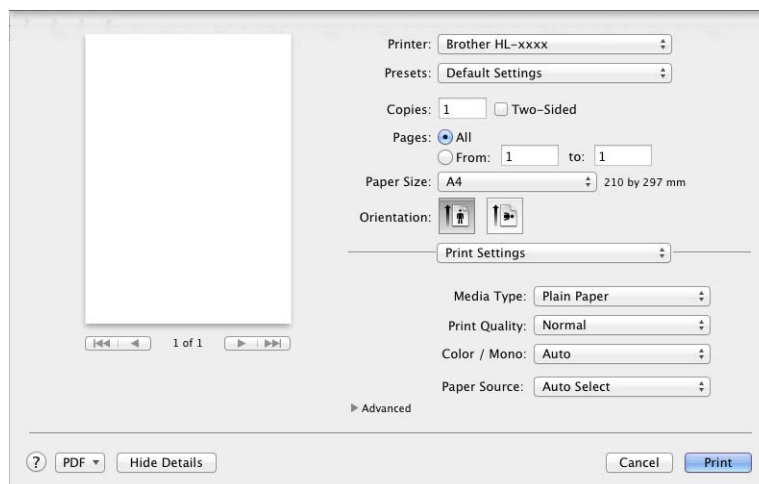 Printer: Brother HL-xxxx
Presets: Default Settings
Copies: 1 Two-Sided
Pages: All
From: 1 to: 1
Paper Size: A4 210 by 297 mm
Orientation:
Print Settings
Media Type: Plain Paper
Print Quality: Normal
1 of 1
Color / Mono: Auto
Paper Source: Auto Select
Advanced
? PDF Hide Details Cancel Print